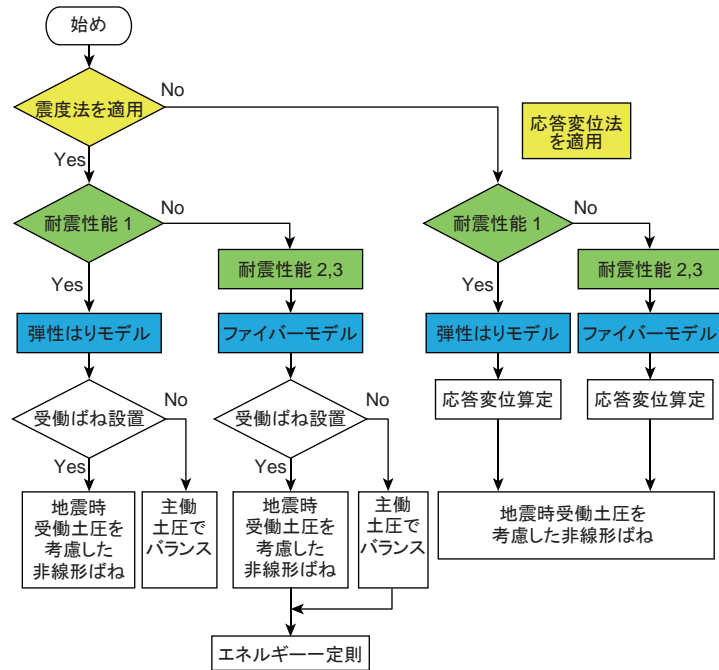 始め
震度法を適用
No
Yes
応答変位法
を適用
耐震性能 1
No
Yes
耐震性能 2,3
耐震性能 1
No
Yes
耐震性能 2,3
弾性はりモデル
ファイバーモデル
弾性はりモデル
ファイバーモデル
受働ばね設置
No
Yes
受働ばね設置
No
Yes
応答変位算定
応答変位算定
地震時
受働土圧を
考慮した
非線形ばね
主働
土圧で
バランス
地震時
受働土圧を
考慮した
非線形ばね
主働
土圧で
バランス
地震時受働土圧を
考慮した非線形ばね
エネルギー一定則